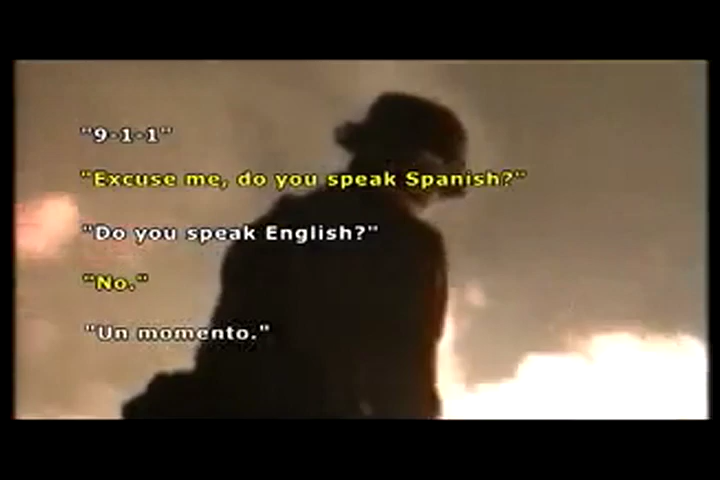 "9-1-1"
"Excuse me, do you speak Spanish?"
"Do you speak English?"
"No."
"Un momento."